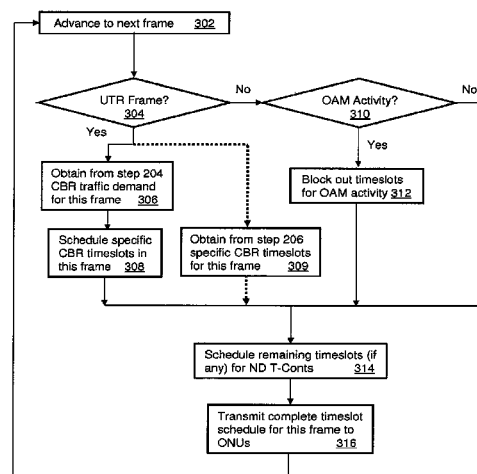 Advance to next frame 302
UTR Frame?
304
No
OAM Activity?
310
No
Yes
Yes
Obtain from step 204
CBR traffic demand
for this frame 306
Block out timeslots
for OAM activity 312
Schedule specific
CBR timeslots in
this frame 308
Obtain from step 206
specific CBR timeslots
for this frame 309
Schedule remaining timeslots (if
any) for ND T-Conts 314
Transmit complete timeslot
schedule for this frame to
ONUs 316